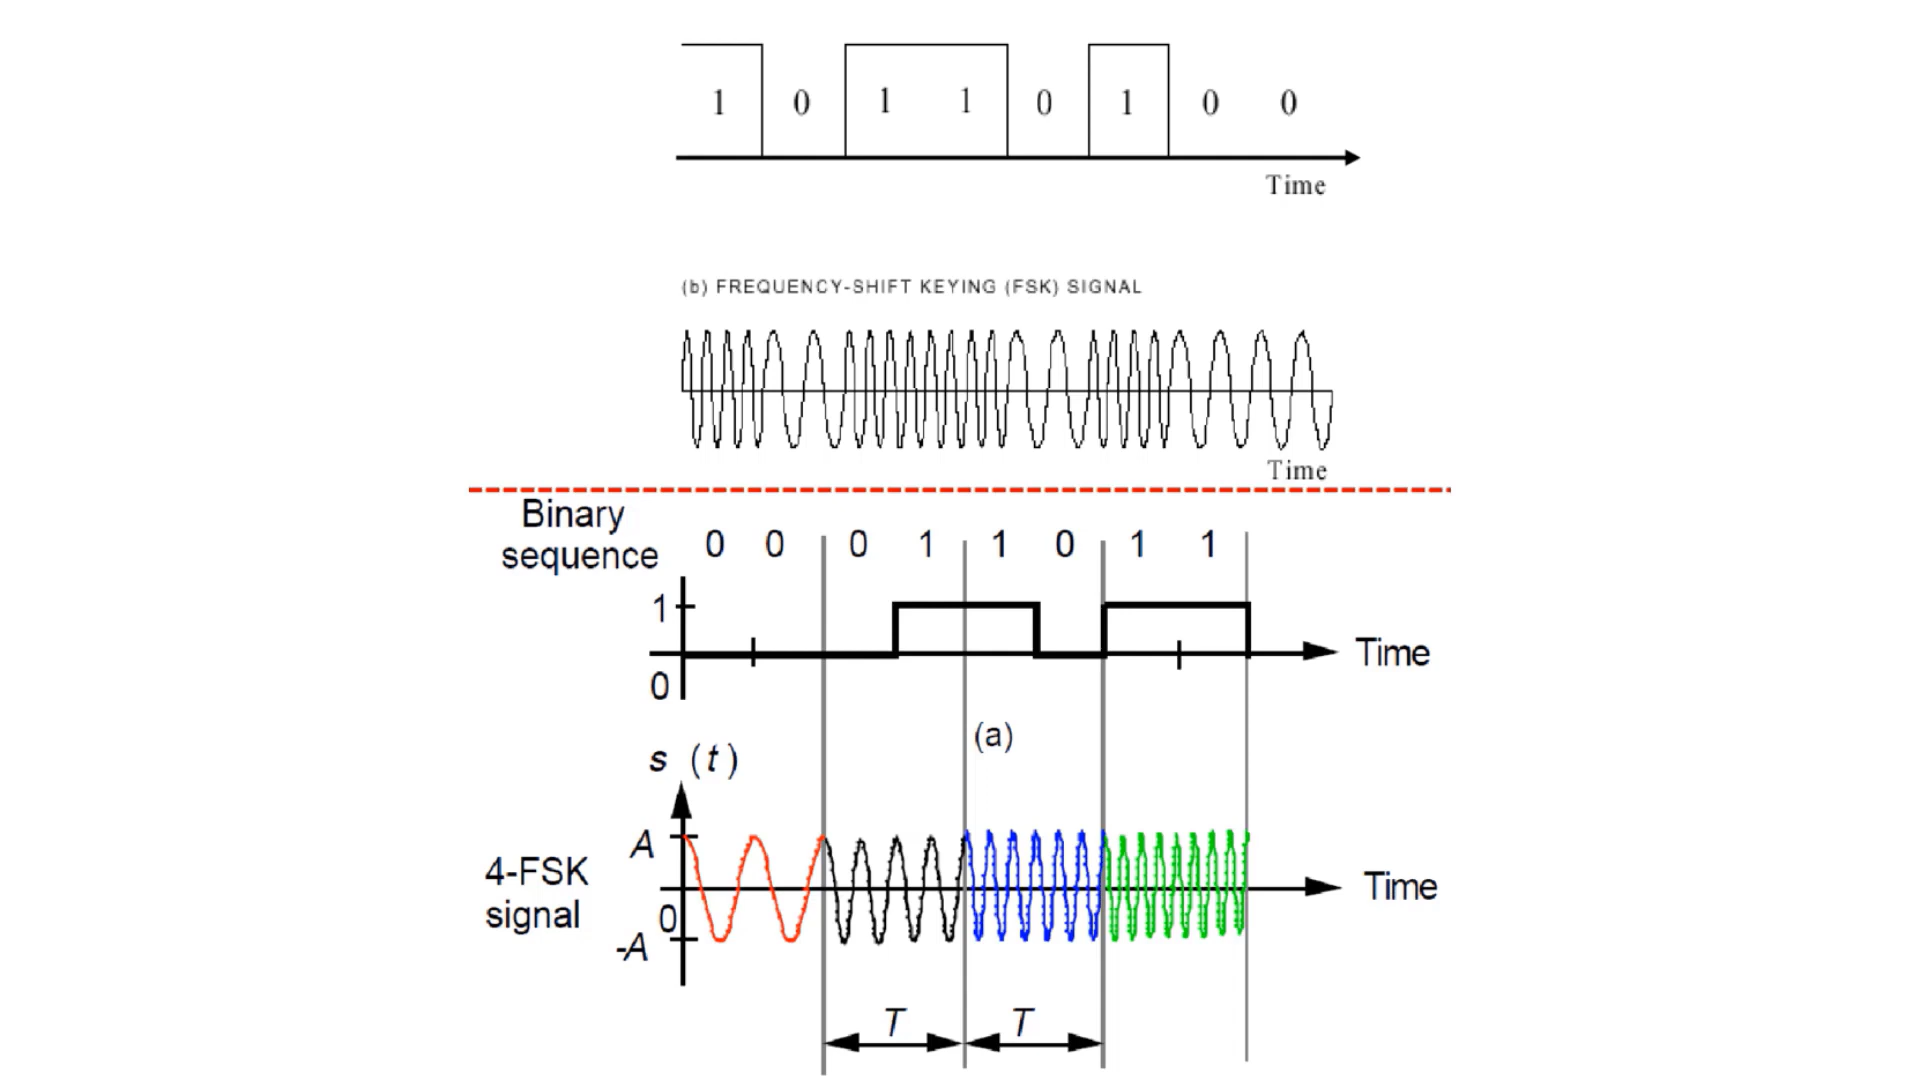 1 0 1 1 0 1 0 0
Time
(b) FREQUENCY-SHIFT KEYING (FSK) SIGNAL
Time
Binary
sequence
0 0 0 1 1 0 1 1
1
Time
0
(a)
s (t)
A
4-FSK
signal
Time
0
-A
T T